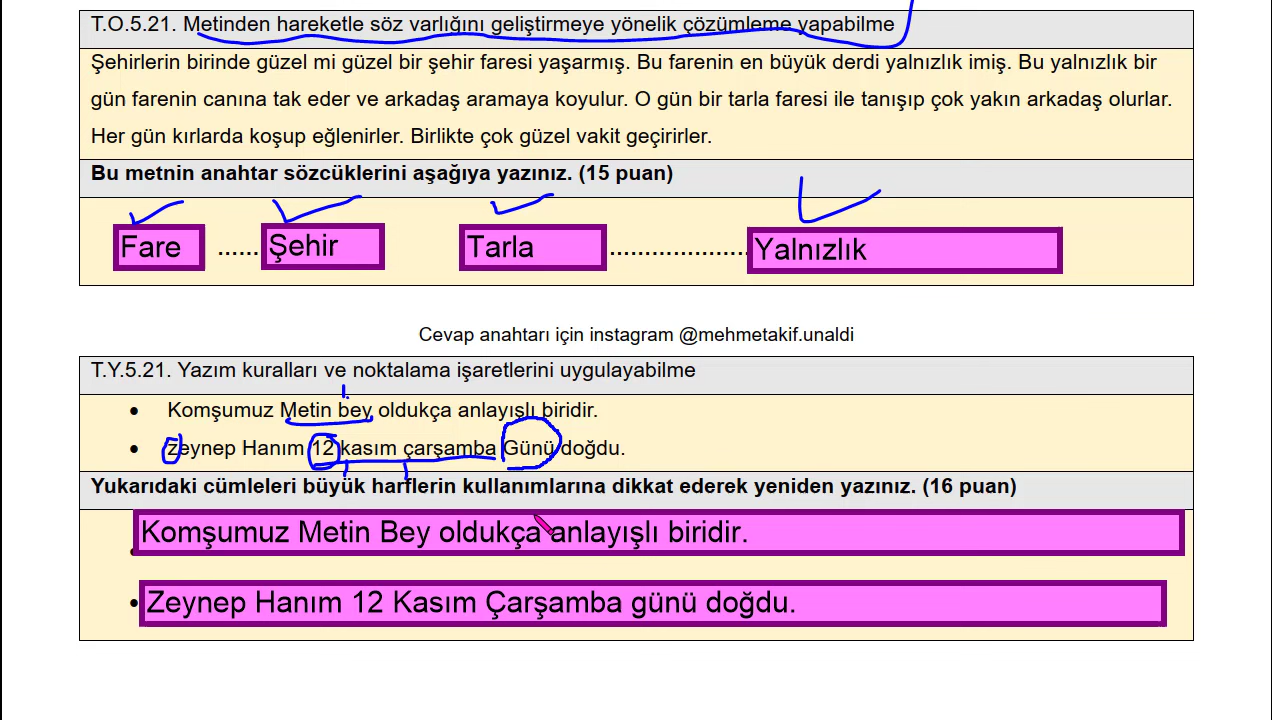 T.O.5.21. Metinden hareketle söz varlığını geliştirmeye yönelik çözümleme yapabilme
Şehirlerin birinde güzel mi güzel bir şehir faresi yaşarmış. Bu farenin en büyük derdi yalnızlık imiş. Bu yalnızlık bir
gün farenin canına tak eder ve arkadaş aramaya koyulur. O gün bir tarla faresi ile tanışıp çok yakın arkadaş olurlar.
Her gün kırlarda koşup eğlenirler. Birlikte çok güzel vakit geçirirler.
Bu metnin anahtar sözcüklerini aşağıya yazınız. (15 puan)
Fare ...... Şehir Tarla .................... Yalnızlık
Cevap anahtarı için instagram @mehmetakif.unaldi
T.Y.5.21. Yazım kuralları ve noktalama işaretlerini uygulayabilme
• Komşumuz Metin bey oldukça anlayışlı biridir.
• zeynep Hanım 12 kasım çarşamba Günü doğdu.
Yukarıdaki cümleleri büyük harflerin kullanımlarına dikkat ederek yeniden yazınız. (16 puan)
• Komşumuz Metin Bey oldukça anlayışlı biridir.
• Zeynep Hanım 12 Kasım Çarşamba günü doğdu.